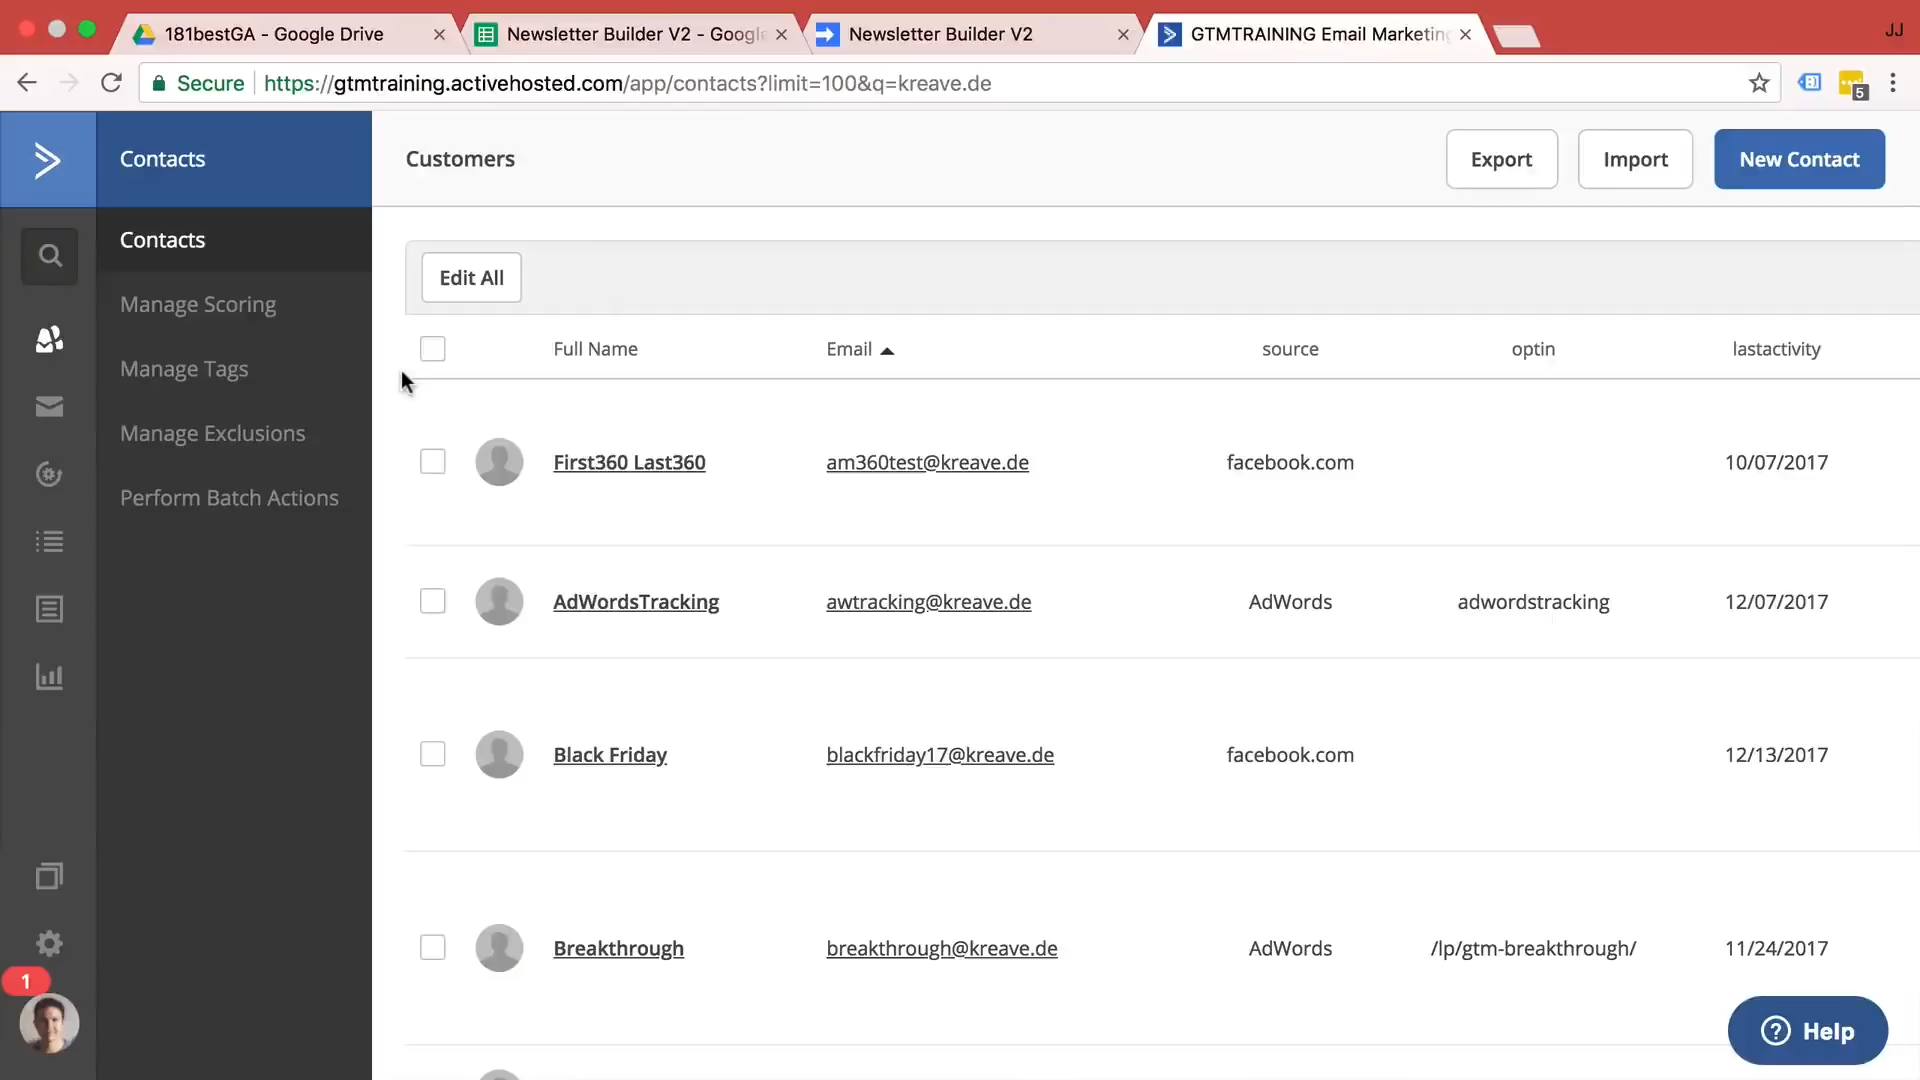 181bestGA - Google Drive
Newsletter Builder V2 - Google
Newsletter Builder V2
GTMTRAINING Email Marketing
JJ
Secure
https://gtmtraining.activehosted.com/app/contacts?limit=100&q=kreave.de
5
Contacts
Customers
Export
Import
New Contact
Contacts
Manage Scoring
Manage Tags
Manage Exclusions
Perform Batch Actions
Edit All
Full Name
Email
source
optin
lastactivity
First360 Last360
am360test@kreave.de
facebook.com
10/07/2017
AdWordsTracking
awtracking@kreave.de
AdWords
adwordstracking
12/07/2017
Black Friday
blackfriday17@kreave.de
facebook.com
12/13/2017
Breakthrough
breakthrough@kreave.de
AdWords
/lp/gtm-breakthrough/
11/24/2017
1
Help